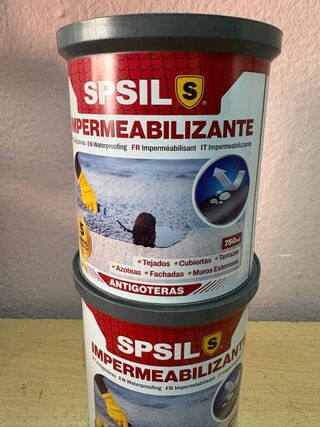 SPSIL S
IMPERMEABILIZANTE
EN Waterproofing FR Imperméabilisant IT Impermeabilizzante
5
750ml
• Tejados • Cubiertas • Terrazas
• Azoteas • Fachadas • Muros Exteriores
ANTIGOTERAS
SPSIL S
IMPERMEABILIZANTE
EN Waterproofing FR Imperméabilisant IT